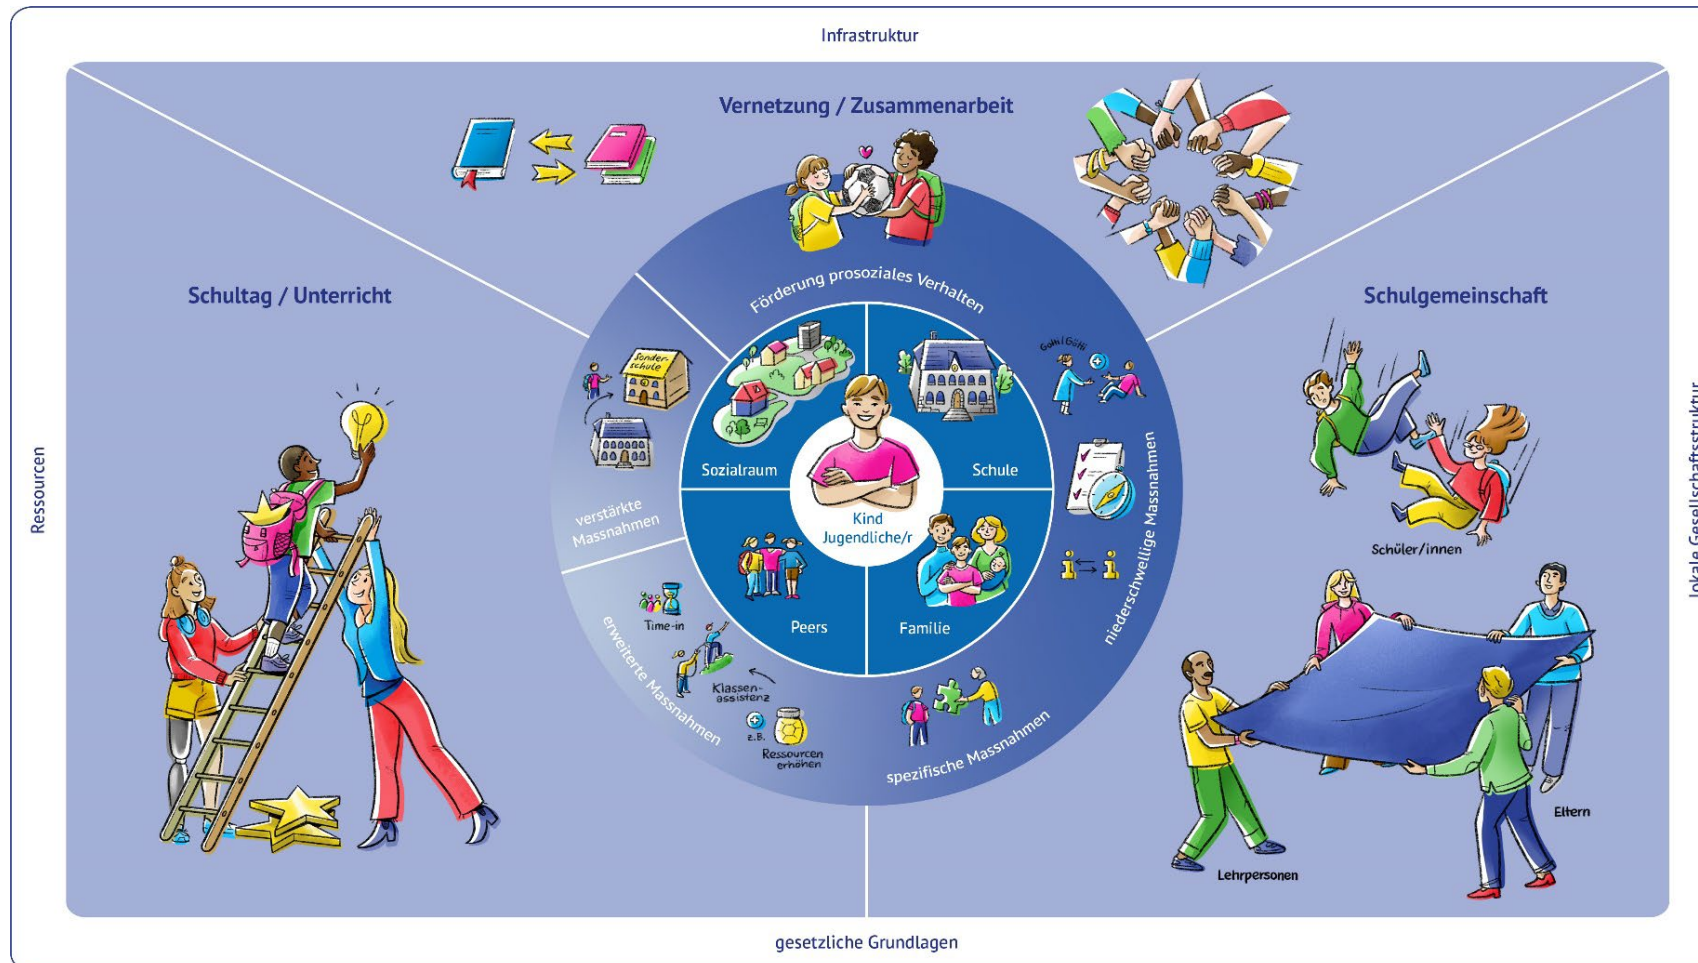 Infrastruktur
Vernetzung / Zusammenarbeit
Schultag / Unterricht
Schulgemeinschaft
Ressourcen
lokale Gesellschaftsstruktur
Förderung prosoziales Verhalten
Sonder-
schule
Gotti/Götti
Sozialraum
Schule
Kind
Jugendliche/r
Peers
Familie
verstärkte
Massnahmen
niederschwellige Massnahmen
i i
Time-in
erweiterte Massnahmen
Klassen-
assistenz
z.B.
Ressourcen
erhöhen
spezifische Massnahmen
Schüler/innen
Eltern
Lehrpersonen
gesetzliche Grundlagen